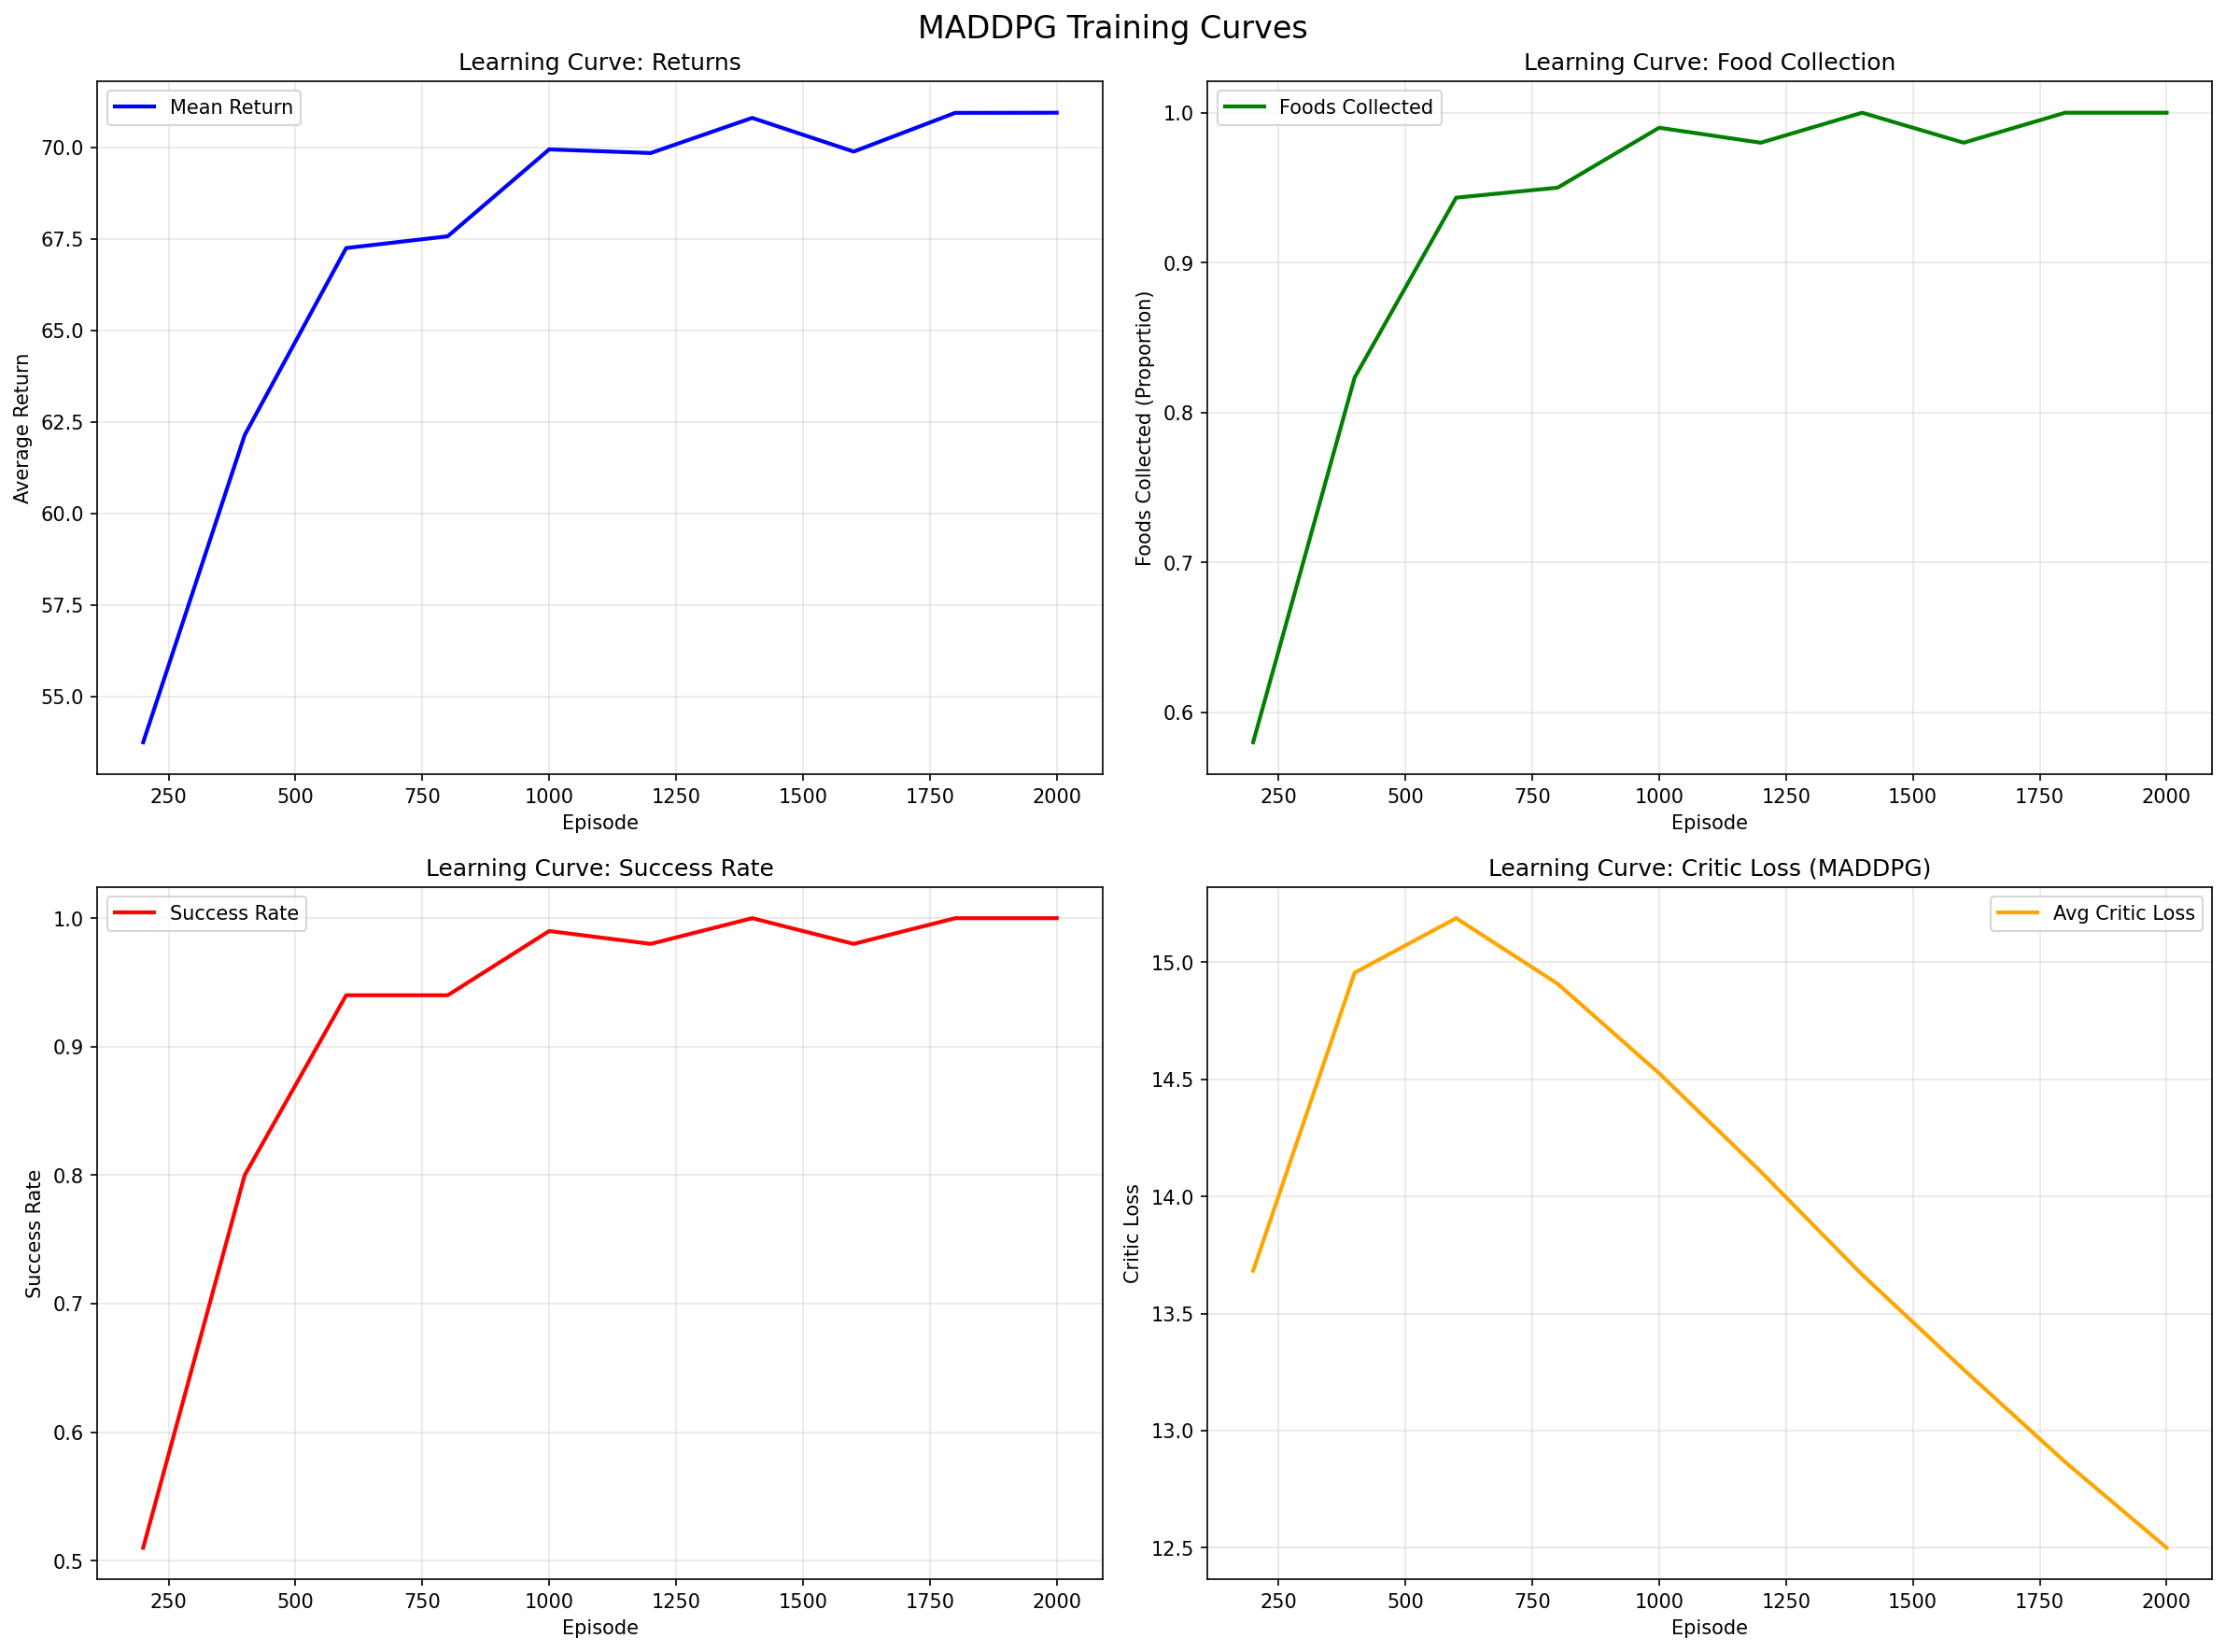 MADDPG Training Curves
Learning Curve: Returns
Mean Return
70.0
67.5
65.0
62.5
60.0
57.5
55.0
Average Return
250 500 750 1000 1250 1500 1750 2000
Episode
Learning Curve: Food Collection
Foods Collected
1.0
0.9
0.8
0.7
0.6
Foods Collected (Proportion)
250 500 750 1000 1250 1500 1750 2000
Episode
Learning Curve: Success Rate
Success Rate
1.0
0.9
0.8
0.7
0.6
0.5
Success Rate
250 500 750 1000 1250 1500 1750 2000
Episode
Learning Curve: Critic Loss (MADDPG)
Avg Critic Loss
15.0
14.5
14.0
13.5
13.0
12.5
Critic Loss
250 500 750 1000 1250 1500 1750 2000
Episode